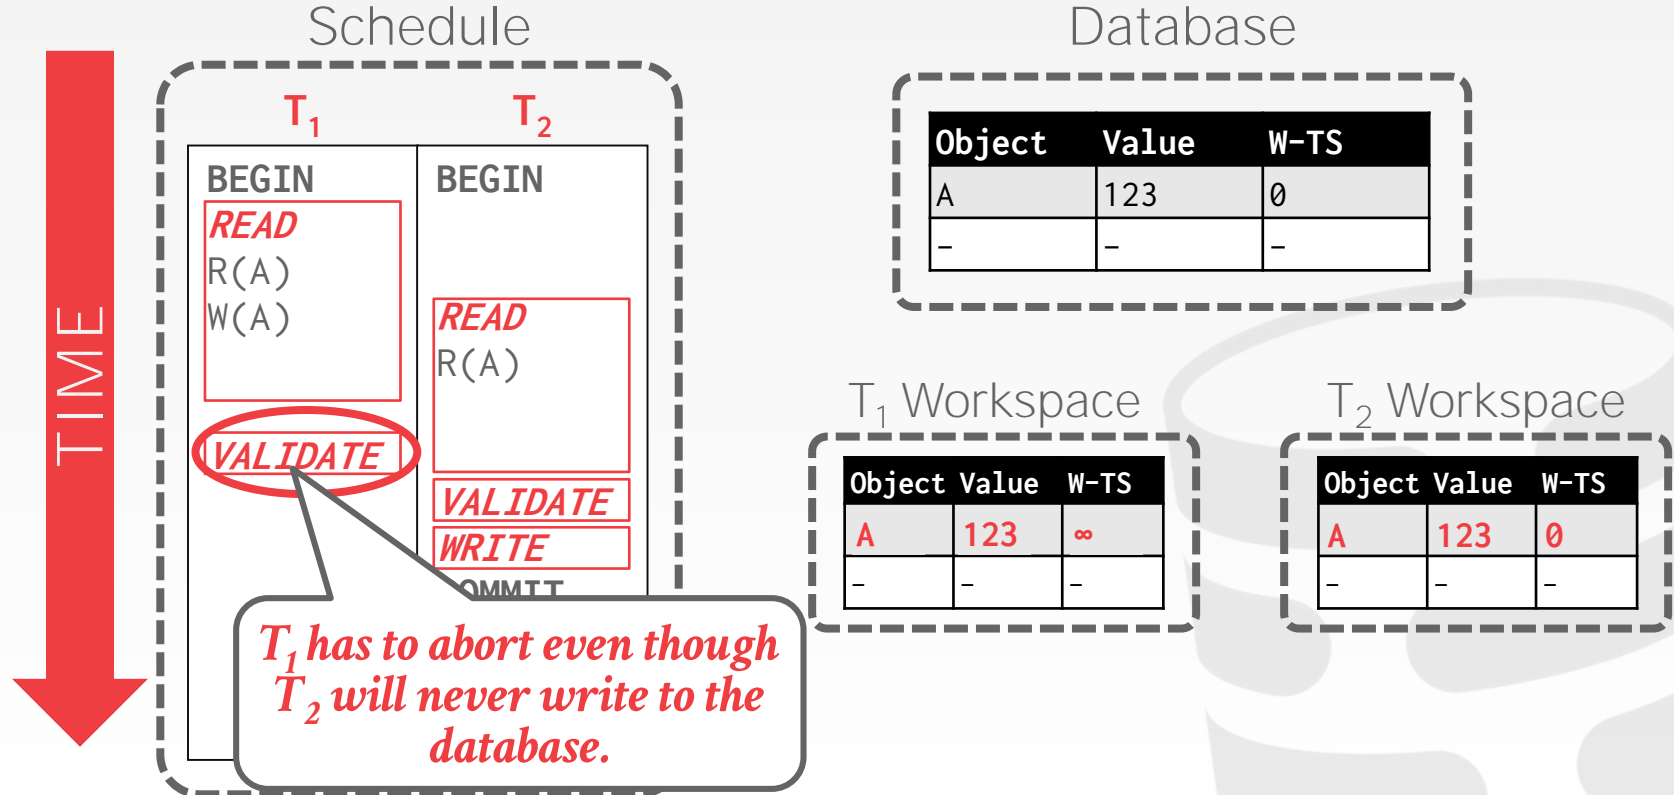 Schedule
Database
TIME
T₁ T₂
BEGIN BEGIN
READ
R(A)
W(A)
READ
R(A)
VALIDATE
VALIDATE
WRITE
OMMIT
T₁ has to abort even though
T₂ will never write to the
database.
Object Value W-TS
A 123 0
- - -
T₁ Workspace
Object Value W-TS
A 123 ∞
- - -
T₂ Workspace
Object Value W-TS
A 123 0
- - -